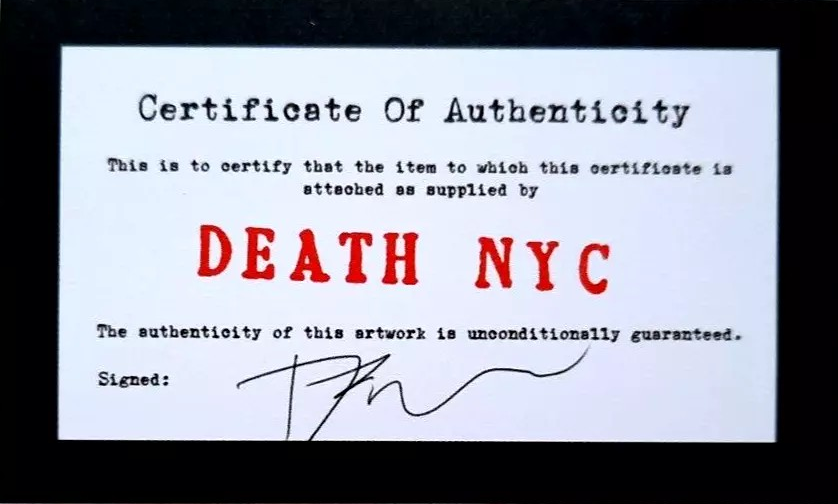 Certificate Of Authenticity
This is to certify that the item to which this certificate is
attached as supplied by
DEATH NYC
The authenticity of this artwork is unconditionally guaranteed.
Signed: